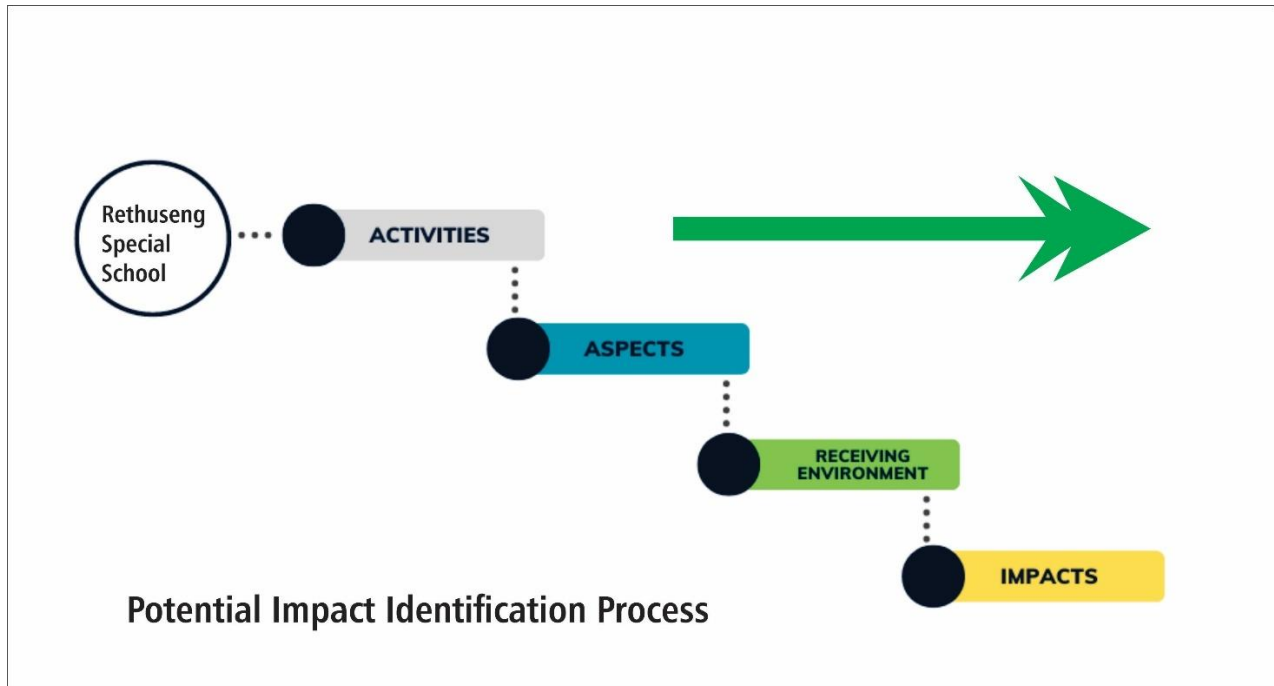 Rethuseng
Special
School
ACTIVITIES
ASPECTS
RECEIVING
ENVIRONMENT
IMPACTS
Potential Impact Identification Process